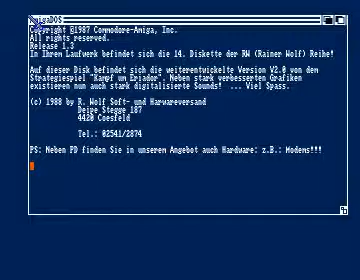 AmigaDOS
Copyright ©1987 Commodore-Amiga, Inc.
All rights reserved.
Release 1.3
In Ihrem Laufwerk befindet sich die 14. Diskette der RW (Rainer Wolf) Reihe!
Auf dieser Disk befindet sich die weiterentwickelte Version V2.0 von dem
Strategiespiel "Kampf um Eriador". Neben stark verbesserten Grafiken
existieren nun auch stark digitalisierte Sounds!  ... Viel Spass.
(c) 1988 by R. Wolf Soft- und Harwareversand
Deipe Stegge 187
4420 Coesfeld
Tel.: 02541/2874
PS: Neben PD finden Sie in unserem Angebot auch Hardware: z.B.: Modems!!!